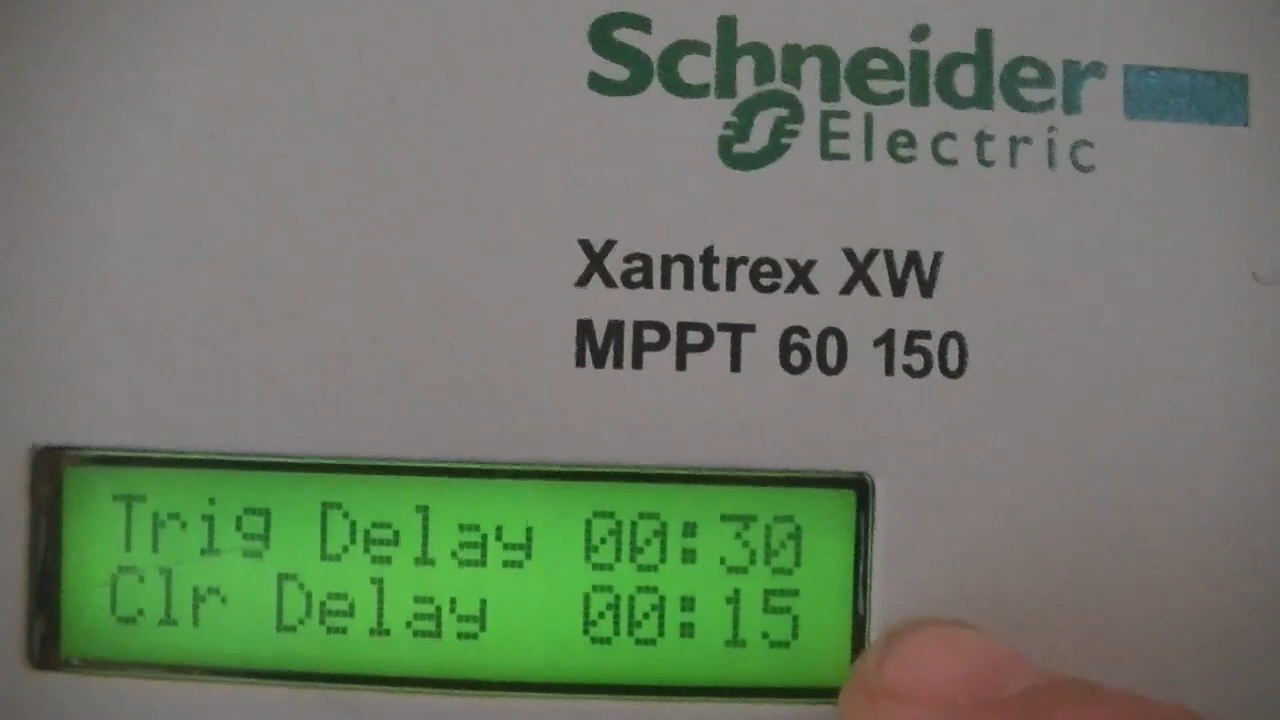 Schneider
Electric
Xantrex XW
MPPT 60 150
Trig Delay 00:30
Clr Delay 00:15